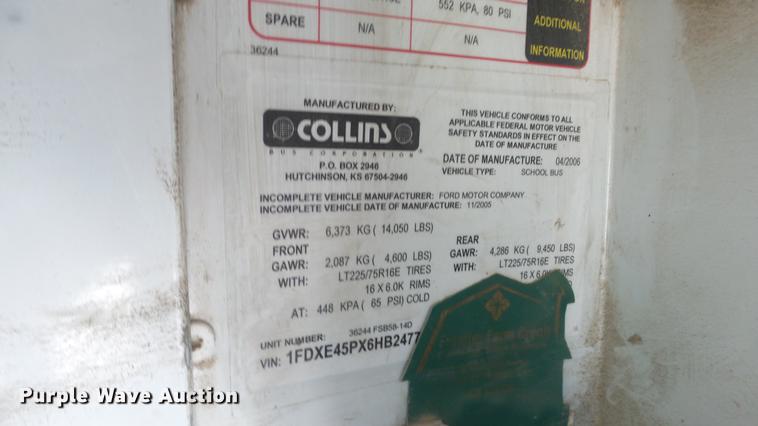 552 KPA, 80 PSI
SPARE N/A N/A
ADDITIONAL
INFORMATION
36244
MANUFACTURED BY:
COLLINS
BUS CORPORATION
P.O. BOX 2946
HUTCHINSON, KS 67504-2946
THIS VEHICLE CONFORMS TO ALL
APPLICABLE FEDERAL MOTOR VEHICLE
SAFETY STANDARDS IN EFFECT ON THE
DATE OF MANUFACTURE
DATE OF MANUFACTURE: 04/2006
VEHICLE TYPE: SCHOOL BUS
INCOMPLETE VEHICLE MANUFACTURER: FORD MOTOR COMPANY
INCOMPLETE VEHICLE DATE OF MANUFACTURE: 11/2005
GVWR: 6,373 KG ( 14,050 LBS)
FRONT
GAWR: 2,087 KG ( 4,600 LBS)
WITH: LT225/75R16E TIRES
16 X 6.0K RIMS
AT: 448 KPA ( 65 PSI) COLD
REAR
GAWR: 4,286 KG ( 9,450 LBS)
WITH: LT225/75R16E TIRES
16 X 6.0K RIMS
UNIT NUMBER: 36244 FSB58-14D
VIN: 1FDXE45PX6HB2477
Purple Wave Auction